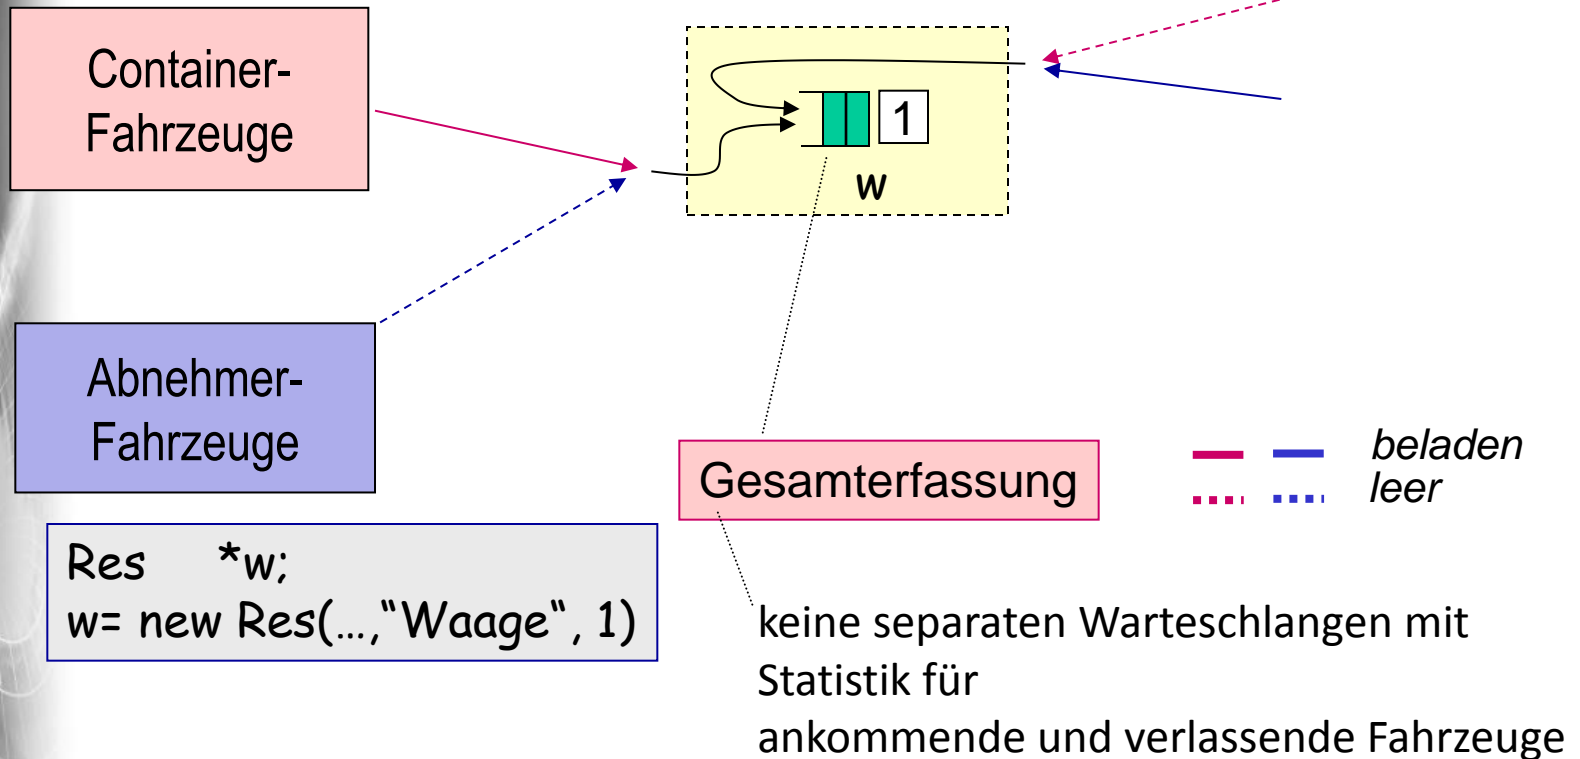 Container-
Fahrzeuge
1
w
Abnehmer-
Fahrzeuge
Gesamterfassung
beladen
leer
Res *w;
w= new Res(...,“Waage“, 1)
keine separaten Warteschlangen mit
Statistik für
ankommende und verlassende Fahrzeuge